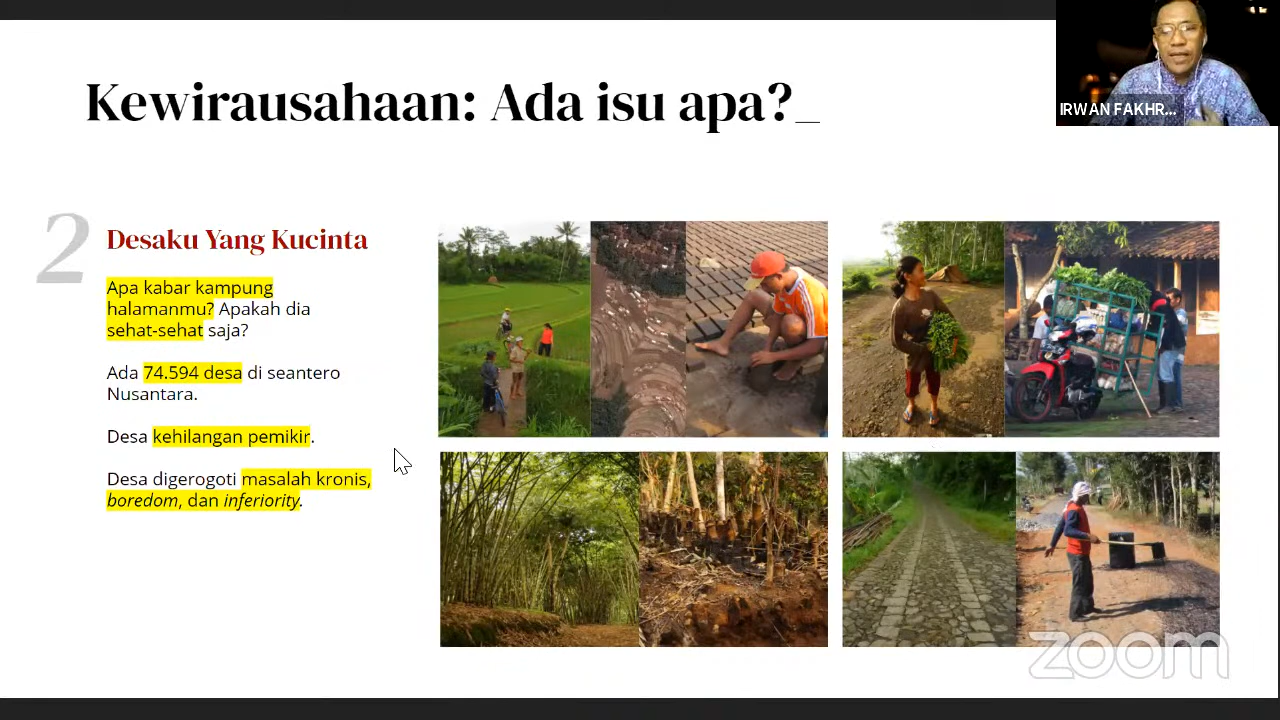 Kewirausahaan: Ada isu apa?_
IRWAN FAKHR...
2
Desaku Yang Kucinta
Apa kabar kampung
halamanmu? Apakah dia
sehat-sehat saja?
Ada 74.594 desa di seantero
Nusantara.
Desa kehilangan pemikir.
Desa digerogoti masalah kronis,
boredom, dan inferiority.
zoom